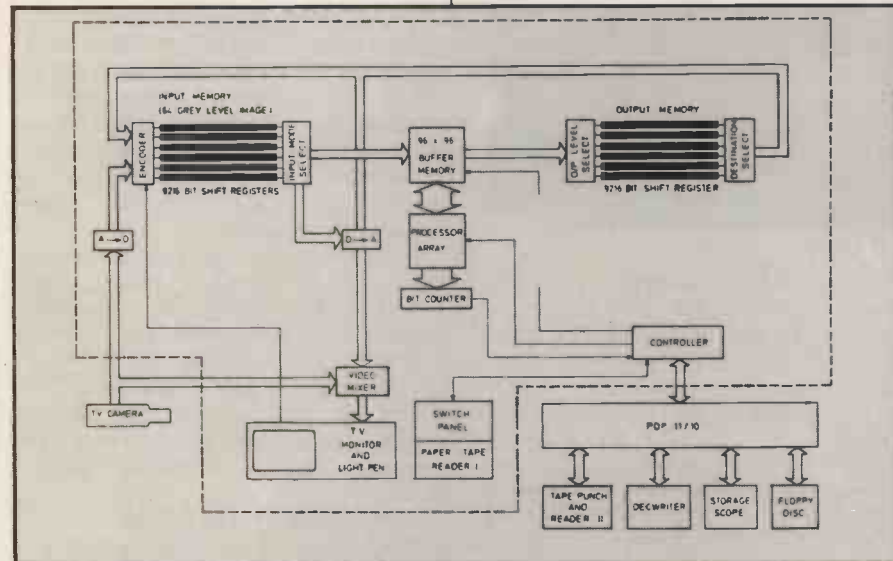 INPUT MEMORY
(64 GREY LEVEL IMAGE)
ENCODER
INPUT MODE
SELECT
9216 BIT SHIFT REGISTERS
96 x 96
BUFFER
MEMORY
OUTPUT MEMORY
O/P LEVEL
SELECT
DESTINATION
SELECT
9216 BIT SHIFT REGISTER
A → D
D → A
PROCESSOR
ARRAY
BIT COUNTER
CONTROLLER
VIDEO
MIXER
TV CAMERA
T.V.
MONITOR
AND
LIGHT PEN
SWITCH
PANEL
PAPER TAPE
READER I
PDP 11/10
TAPE PUNCH
AND
READER II
DECWRITER
STORAGE
SCOPE
FLOPPY
DISC